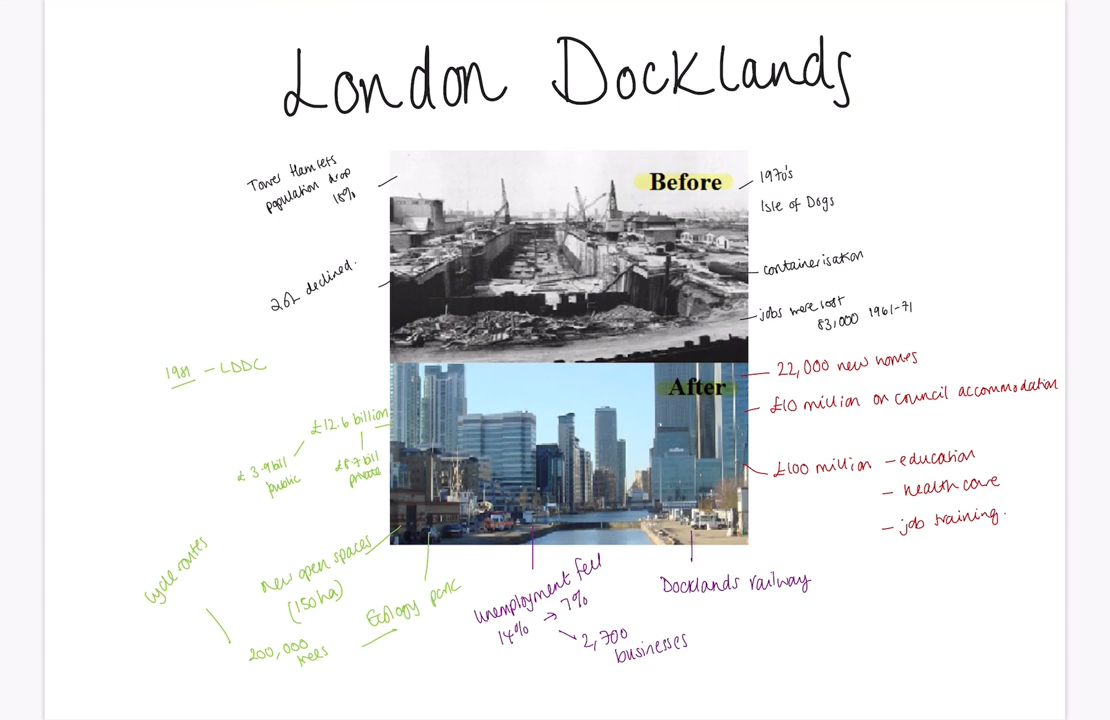 London Docklands
Tower Hamlets
population drop
18%
declined.
Before
1970's
Isle of Dogs
containerisation
jobs were lost
83,000 1961-71
1981 - LDDC
£12.6 billion
£3.9bill
public
£8.7bill
private
After
22,000 new homes
£10 million on council accommodation
£100 million - education
- health care
- job training.
cycle routes
New open spaces
(150ha)
200,000
trees
Ecology park
Unemployment fell
14% → 7%
2,700
businesses
Docklands railway